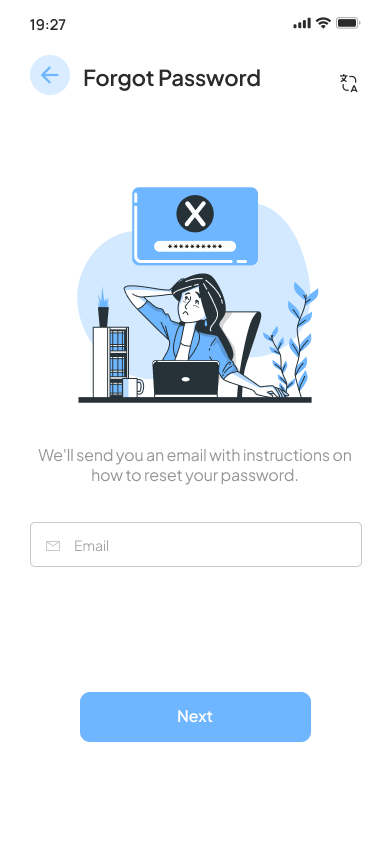 19:27
Forgot Password
**********
We'll send you an email with instructions on
how to reset your password.
Email
Next